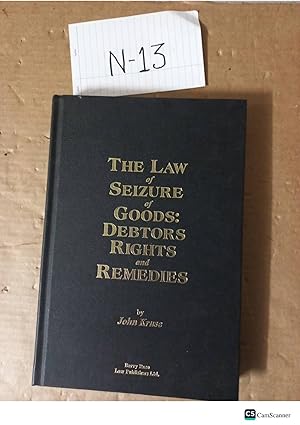 N-13
THE LAW
of
SEIZURE
of
GOODS:
DEBTORS
RIGHTS
and
REMEDIES
by
John Kruse
Barry Rose
Law Publishers Ltd.
CS CamScanner